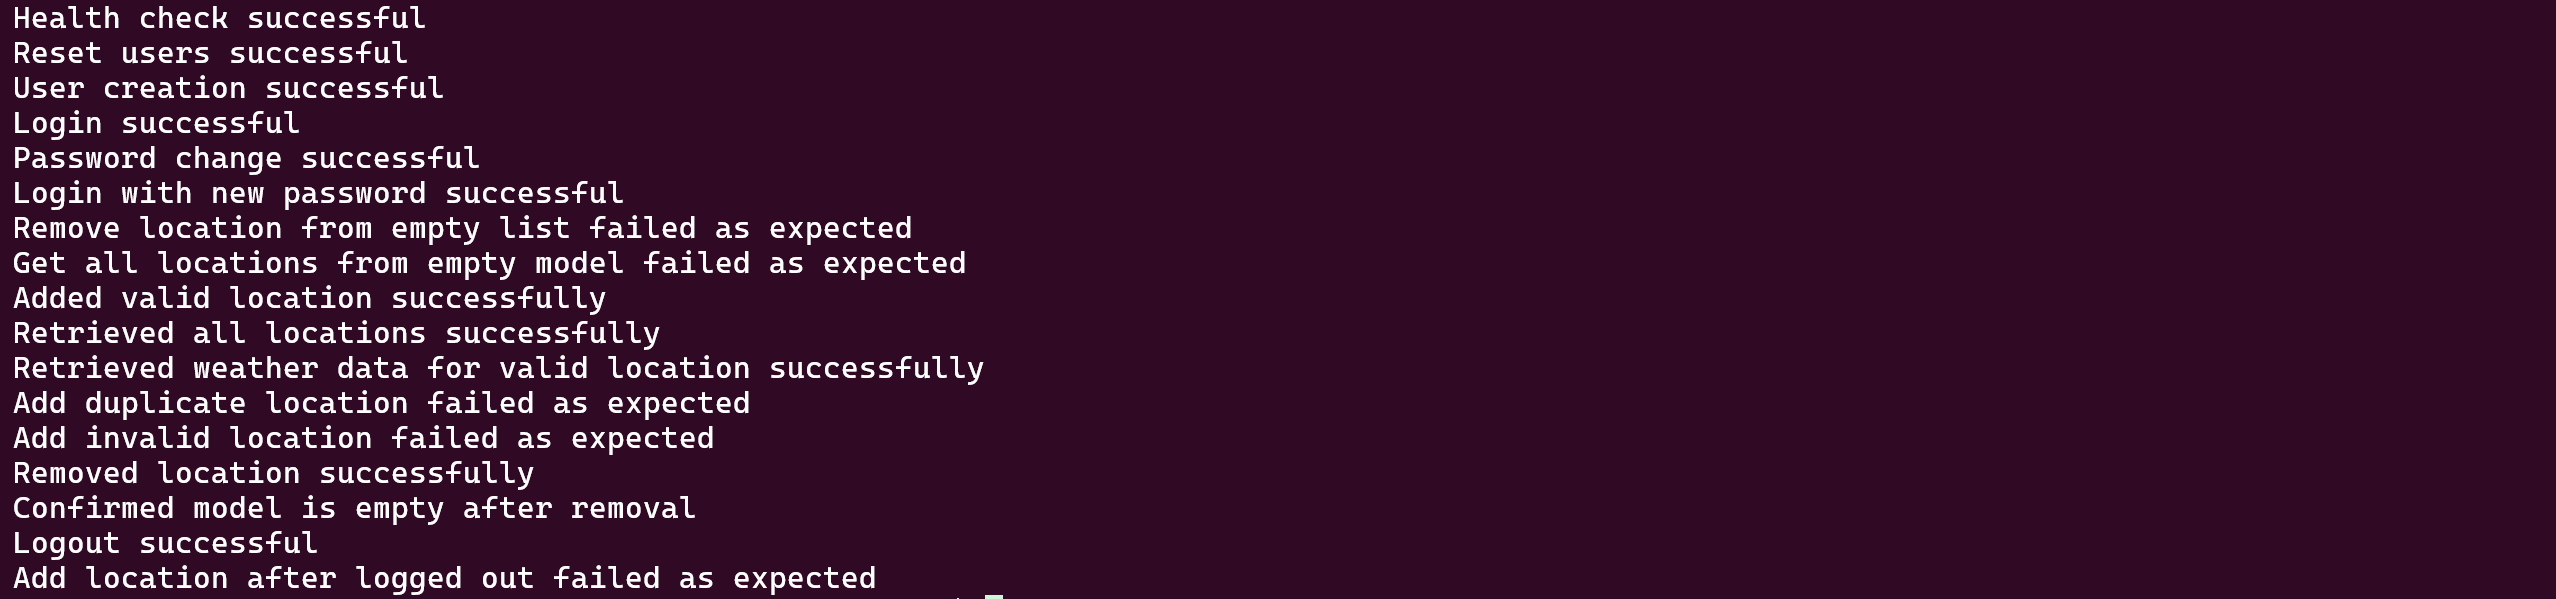 Health check successful
Reset users successful
User creation successful
Login successful
Password change successful
Login with new password successful
Remove location from empty list failed as expected
Get all locations from empty model failed as expected
Added valid location successfully
Retrieved all locations successfully
Retrieved weather data for valid location successfully
Add duplicate location failed as expected
Add invalid location failed as expected
Removed location successfully
Confirmed model is empty after removal
Logout successful
Add location after logged out failed as expected